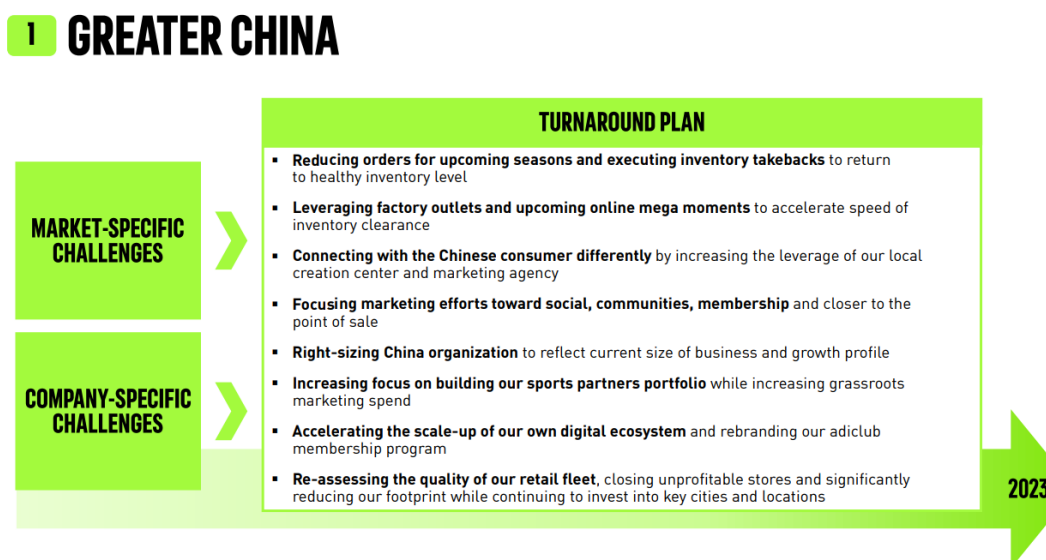 1 GREATER CHINA
TURNAROUND PLAN
MARKET-SPECIFIC
CHALLENGES
COMPANY-SPECIFIC
CHALLENGES
▪ Reducing orders for upcoming seasons and executing inventory takebacks to return
to healthy inventory level
▪ Leveraging factory outlets and upcoming online mega moments to accelerate speed of
inventory clearance
▪ Connecting with the Chinese consumer differently by increasing the leverage of our local
creation center and marketing agency
▪ Focusing marketing efforts toward social, communities, membership and closer to the
point of sale
▪ Right-sizing China organization to reflect current size of business and growth profile
▪ Increasing focus on building our sports partners portfolio while increasing grassroots
marketing spend
▪ Accelerating the scale-up of our own digital ecosystem and rebranding our adiclub
membership program
▪ Re-assessing the quality of our retail fleet, closing unprofitable stores and significantly
reducing our footprint while continuing to invest into key cities and locations
2023